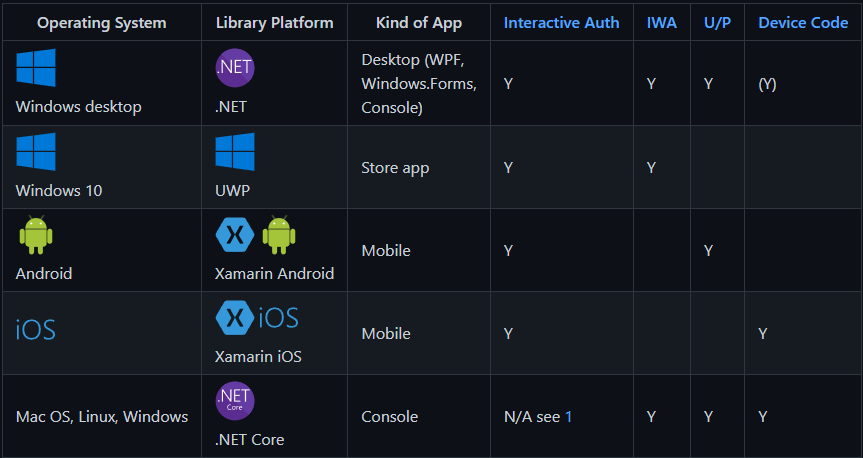 Operating System Library Platform Kind of App Interactive Auth IWA U/P Device Code
.NET
Desktop (WPF,
Windows.Forms, Y Y Y (Y)
Console)
Windows desktop .NET
Windows 10 UWP Store app Y Y
Android Xamarin Android Mobile Y Y
iOS iOS
Xamarin iOS Mobile Y Y
.NET
Core
Mac OS, Linux, Windows .NET Core Console N/A see 1 Y Y Y